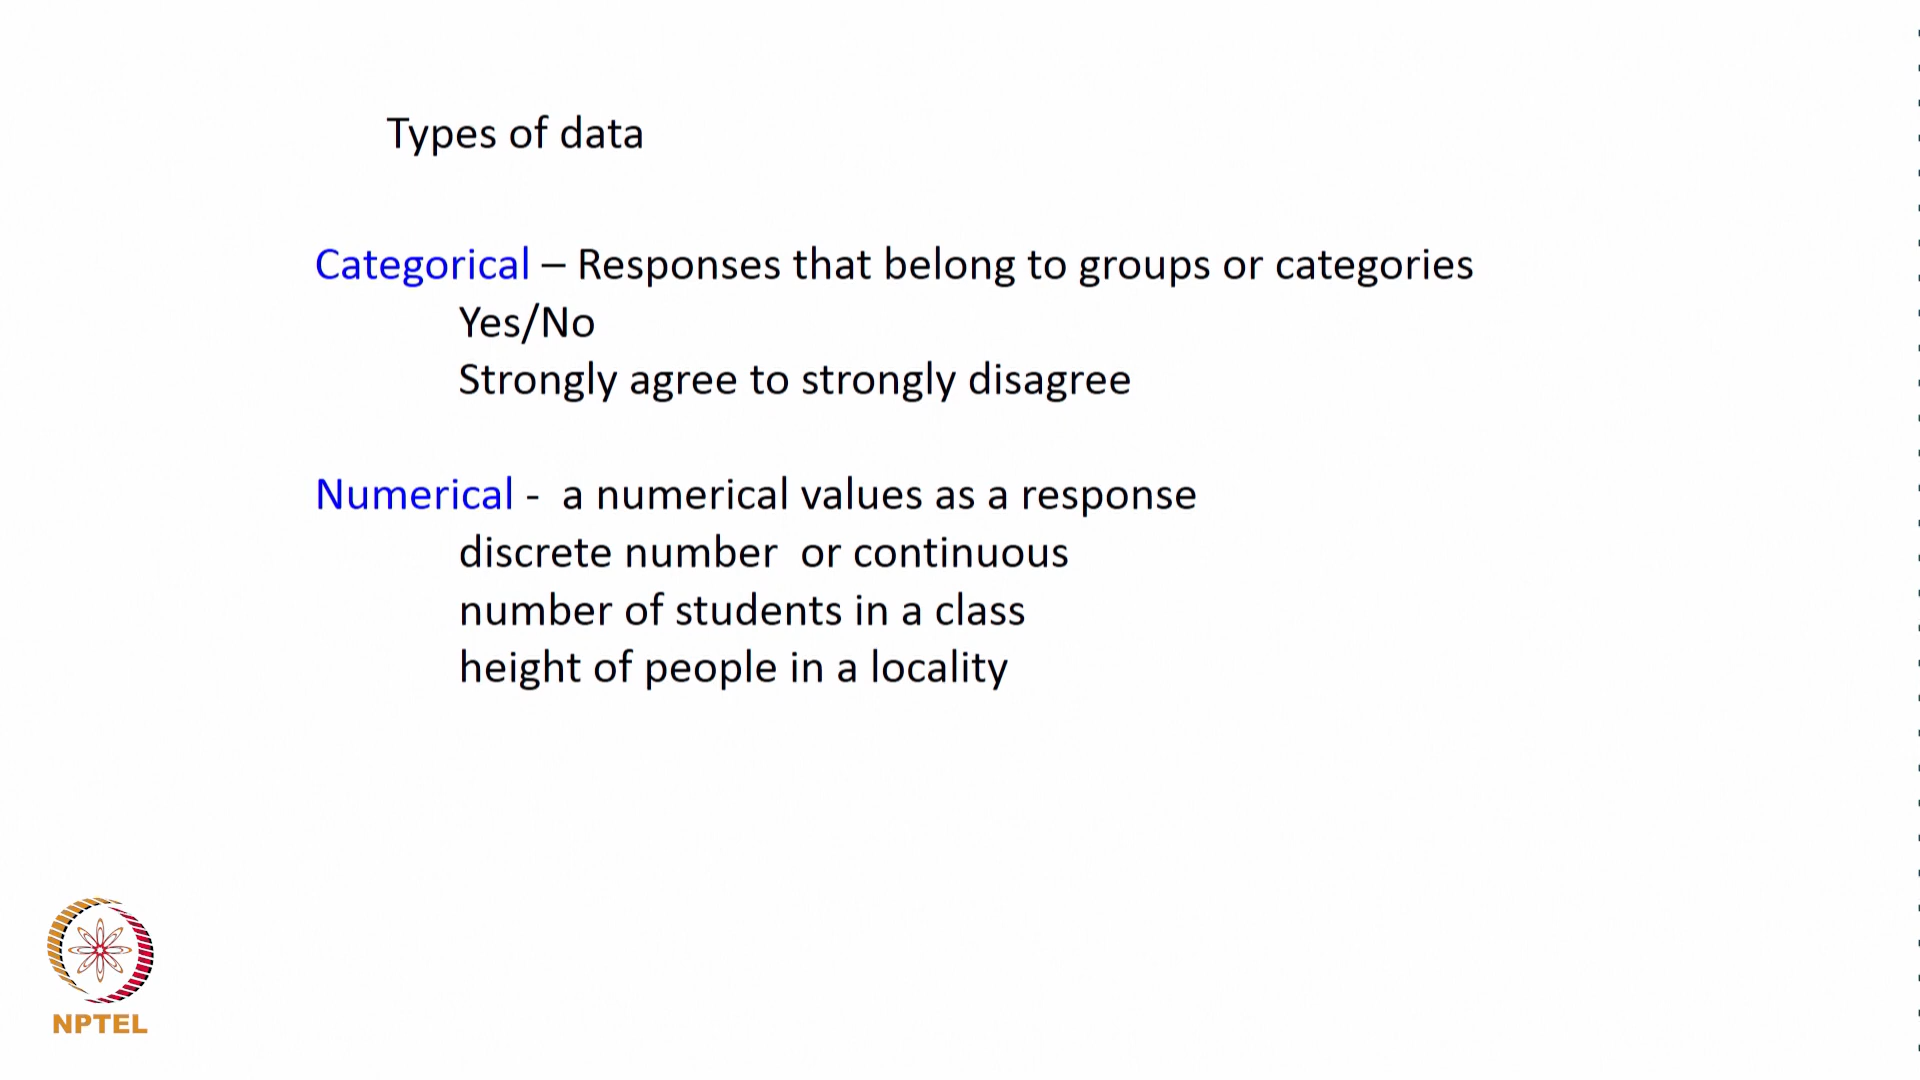 Types of data
Categorical – Responses that belong to groups or categories
Yes/No
Strongly agree to strongly disagree
Numerical - a numerical values as a response
discrete number or continuous
number of students in a class
height of people in a locality
NPTEL